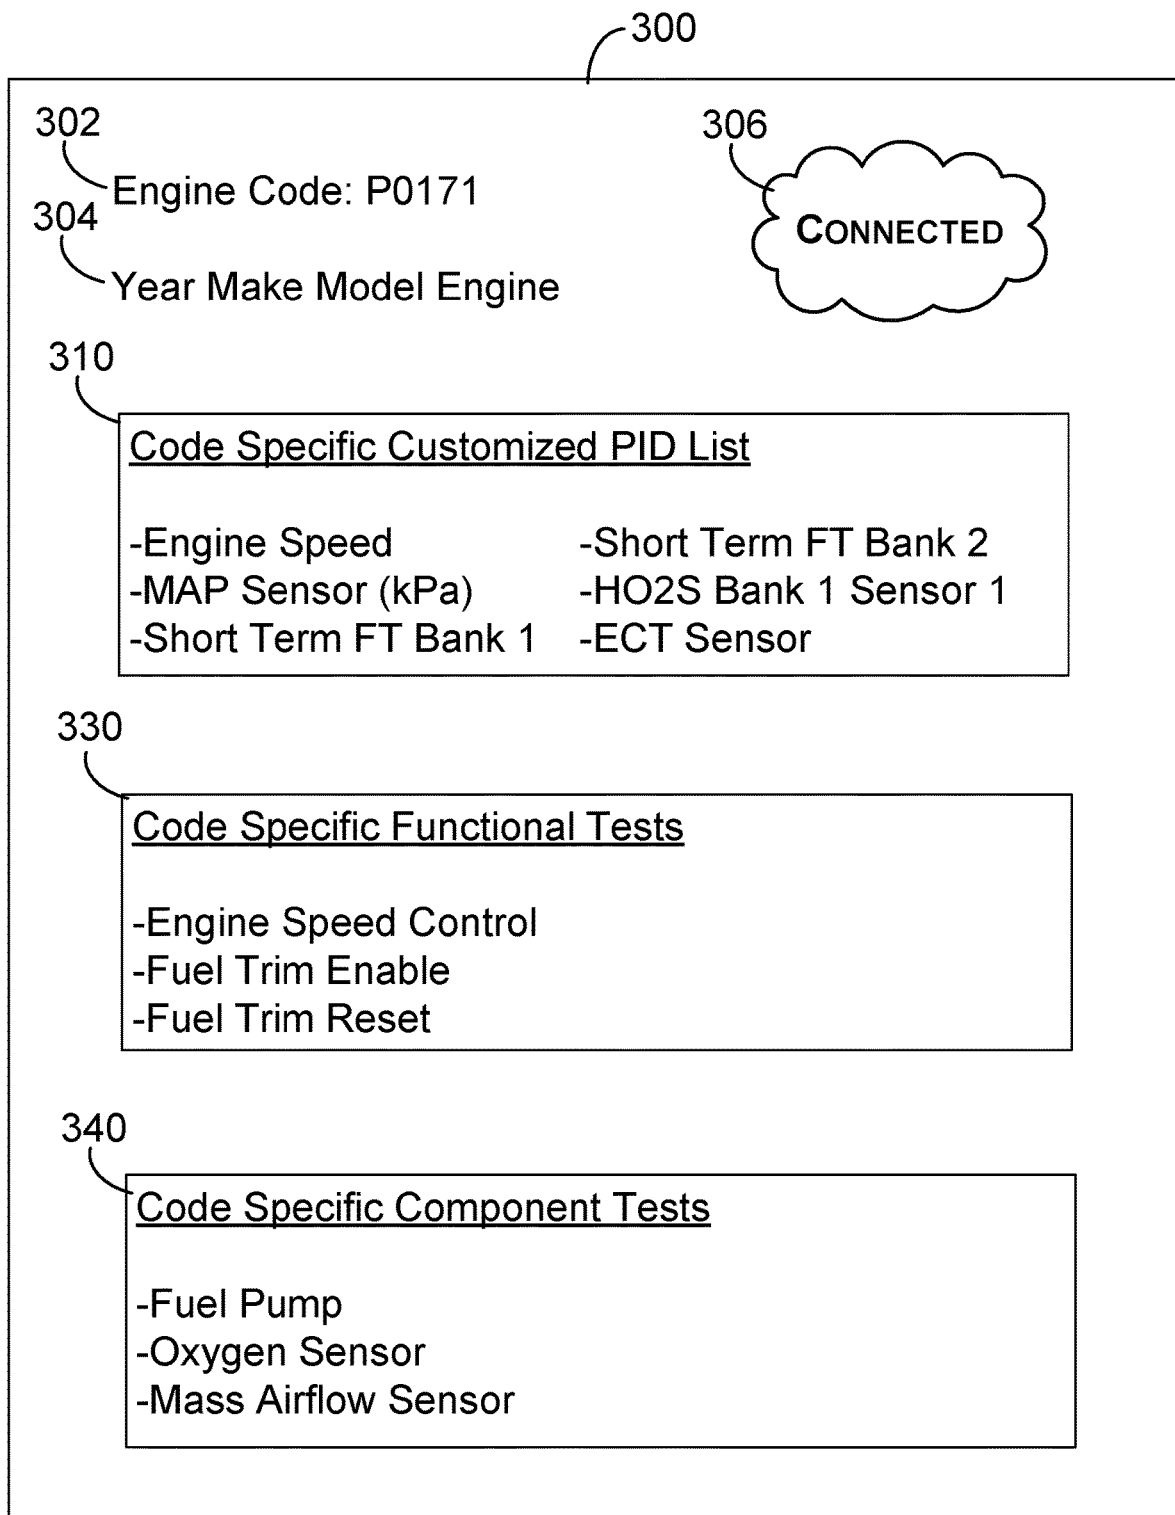 300
302
306
Engine Code: P0171
CONNECTED
304
Year Make Model Engine
310
Code Specific Customized PID List
-Engine Speed
-MAP Sensor (kPa)
-Short Term FT Bank 1
-Short Term FT Bank 2
-HO2S Bank 1 Sensor 1
-ECT Sensor
330
Code Specific Functional Tests
-Engine Speed Control
-Fuel Trim Enable
-Fuel Trim Reset
340
Code Specific Component Tests
-Fuel Pump
-Oxygen Sensor
-Mass Airflow Sensor